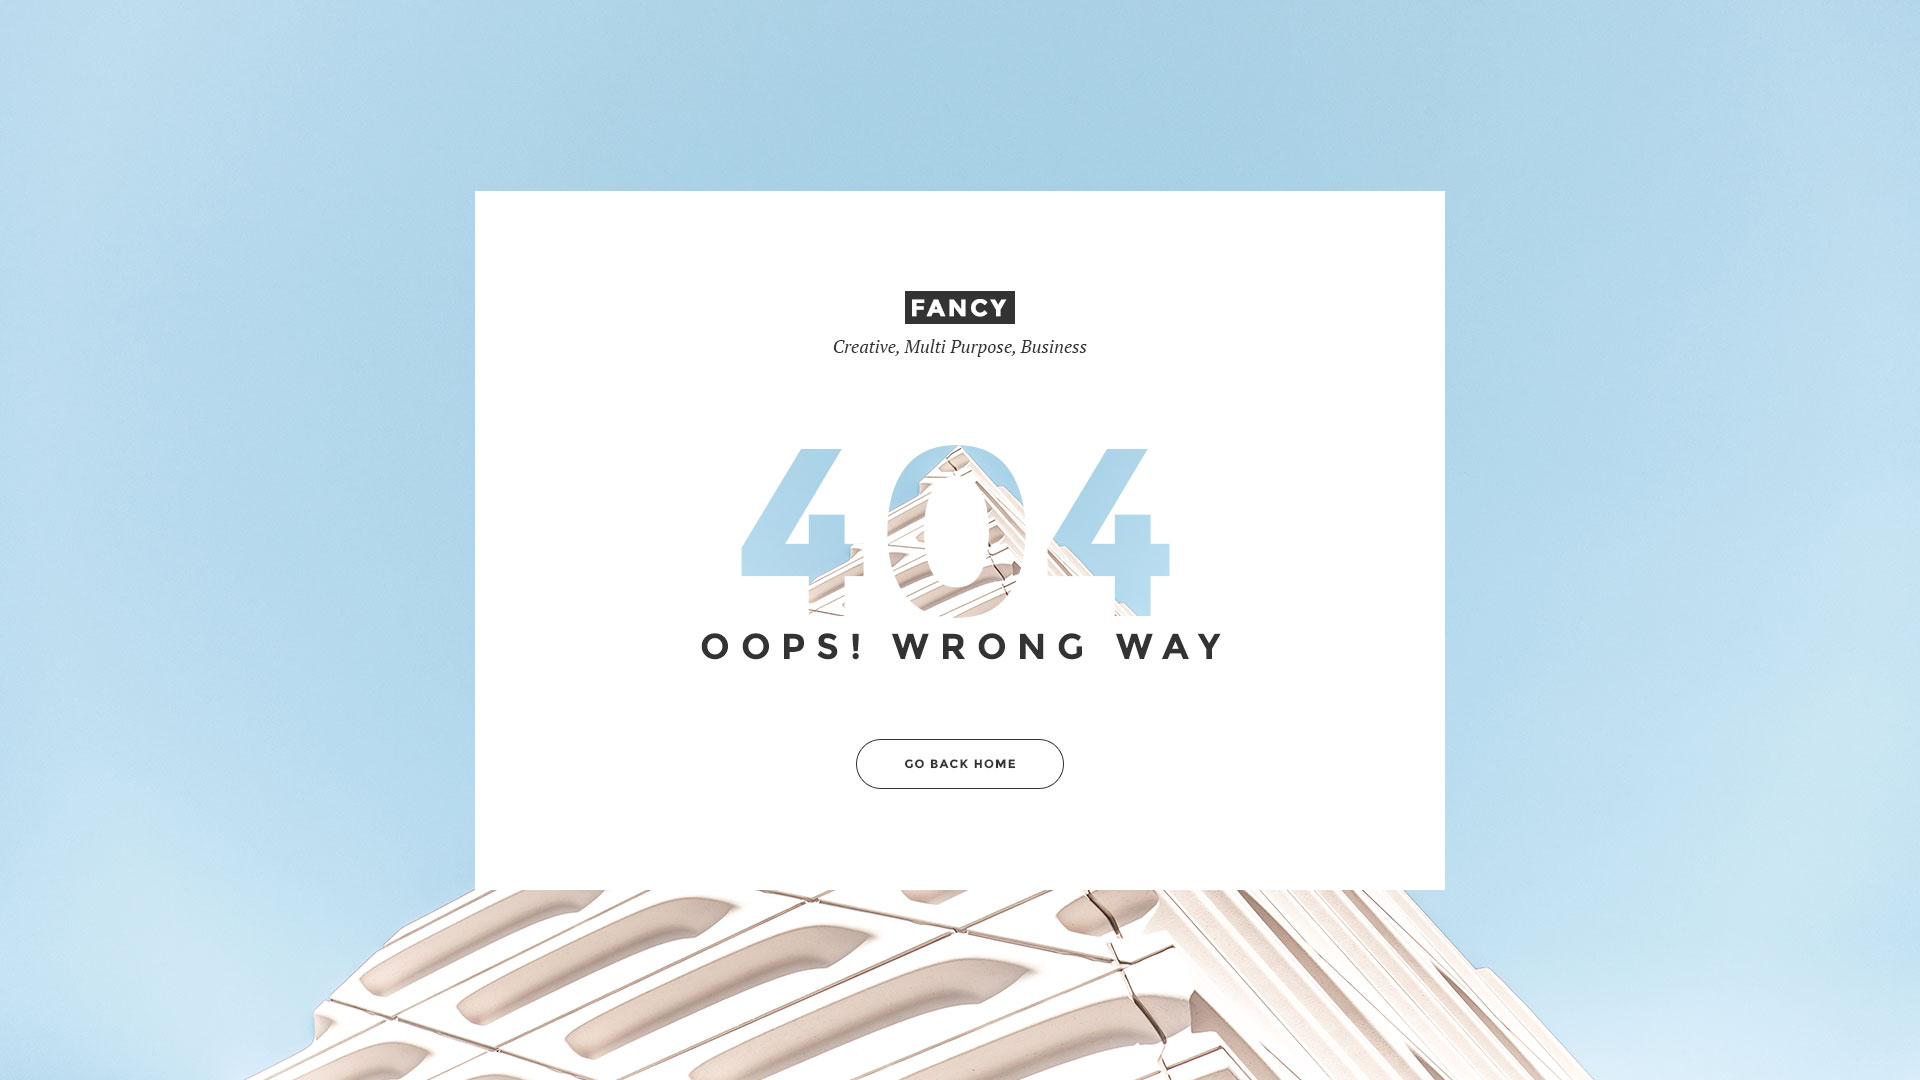 FANCY
Creative, Multi Purpose, Business
404
OOPS! WRONG WAY
GO BACK HOME